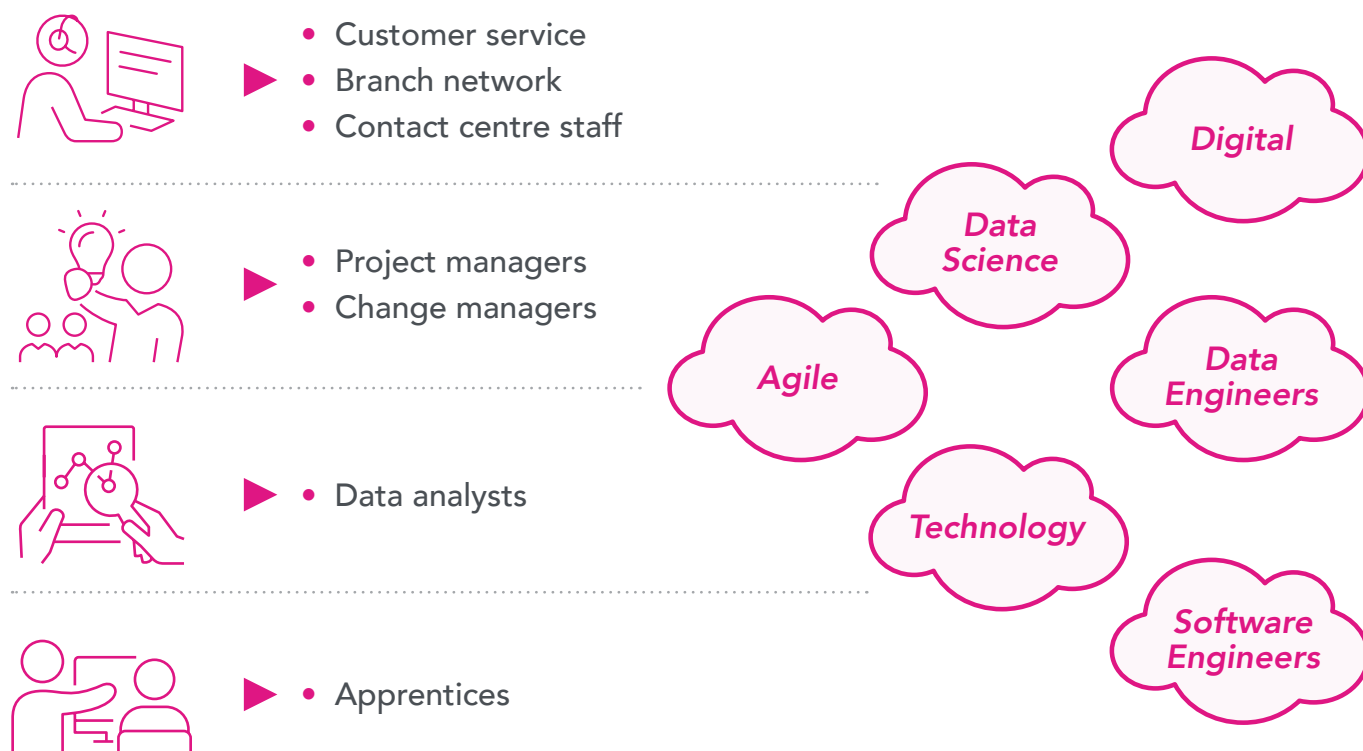 Customer service
Branch network
Contact centre staff
Project managers
Change managers
Data analysts
Apprentices
Digital
Data
Science
Agile
Data
Engineers
Technology
Software
Engineers